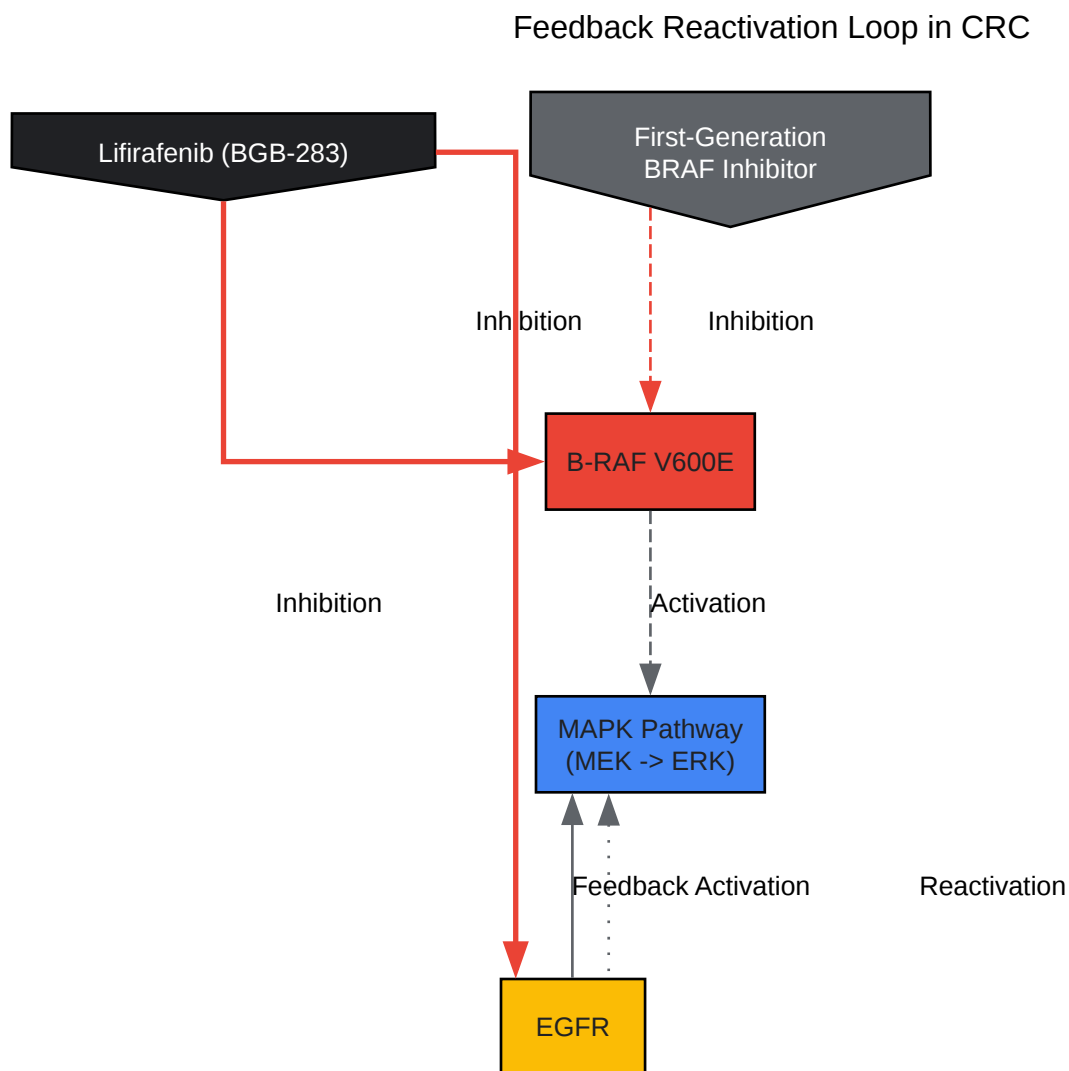 Feedback Reactivation Loop in CRC
Lifirafenib (BGB-283)
First-Generation
BRAF Inhibitor
Inhibition
Inhibition
B-RAF V600E
Inhibition
Activation
MAPK Pathway
(MEK -> ERK)
Feedback Activation
Reactivation
EGFR